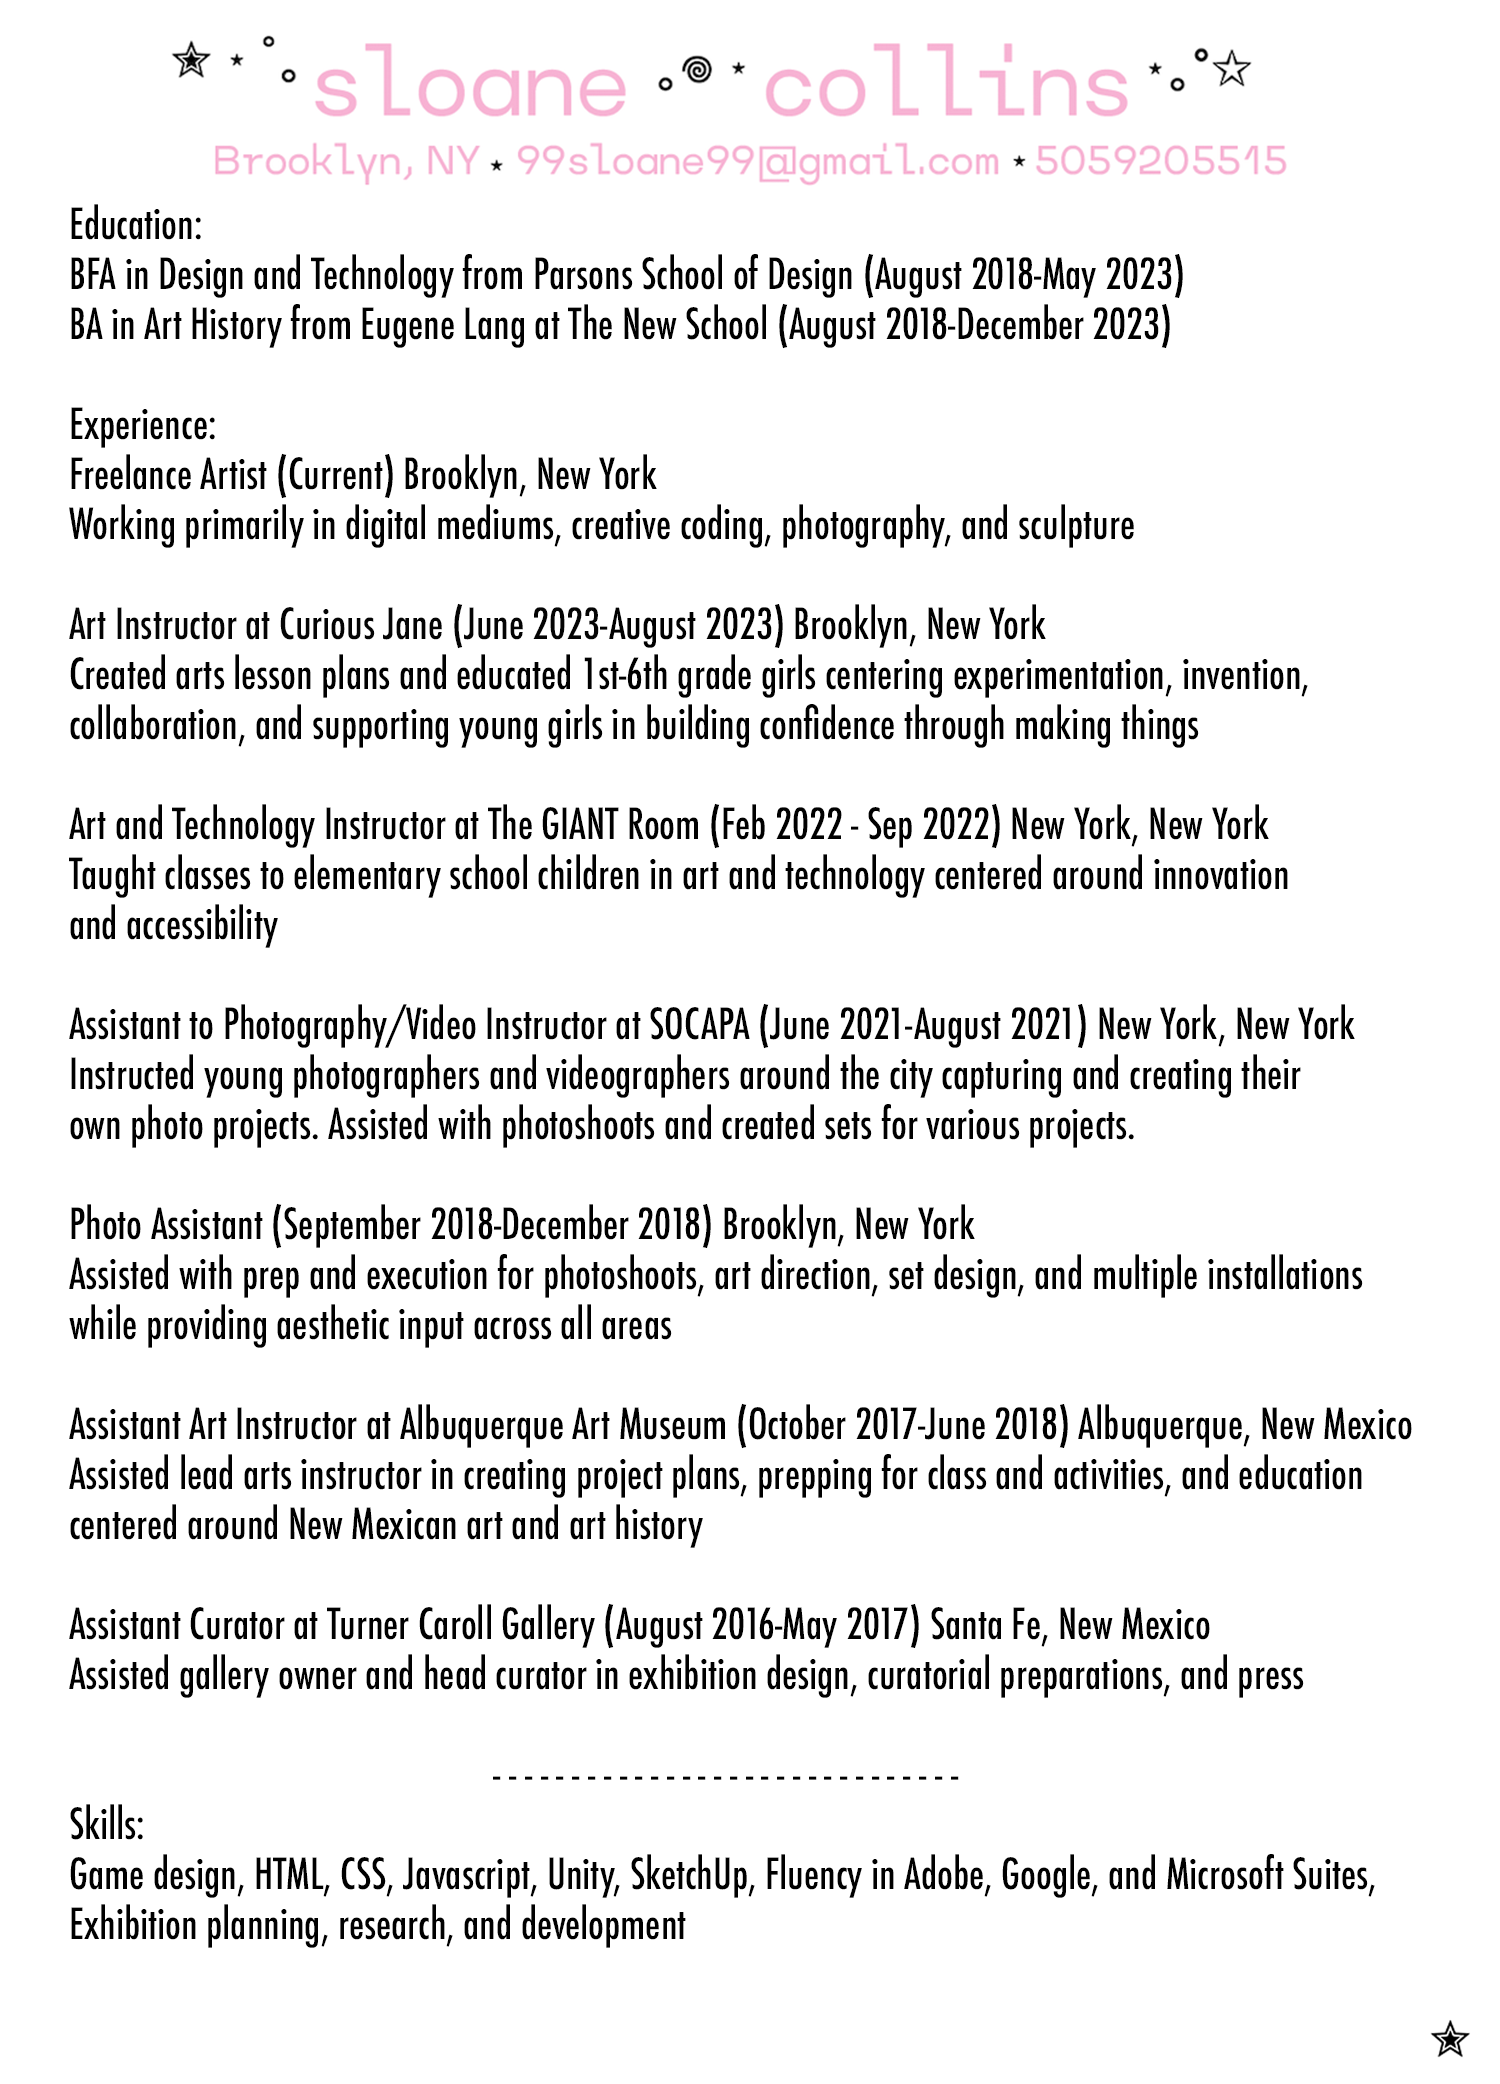 sloane collins
Brooklyn, NY ★ 99sloane99@gmail.com ★ 5059205515
Education:
BFA in Design and Technology from Parsons School of Design (August 2018-May 2023)
BA in Art History from Eugene Lang at The New School (August 2018-December 2023)
Experience:
Freelance Artist (Current) Brooklyn, New York
Working primarily in digital mediums, creative coding, photography, and sculpture
Art Instructor at Curious Jane (June 2023-August 2023) Brooklyn, New York
Created arts lesson plans and educated 1st-6th grade girls centering experimentation, invention,
collaboration, and supporting young girls in building confidence through making things
Art and Technology Instructor at The GIANT Room (Feb 2022 - Sep 2022) New York, New York
Taught classes to elementary school children in art and technology centered around innovation
and accessibility
Assistant to Photography/Video Instructor at SOCAPA (June 2021-August 2021) New York, New York
Instructed young photographers and videographers around the city capturing and creating their
own photo projects. Assisted with photoshoots and created sets for various projects.
Photo Assistant (September 2018-December 2018) Brooklyn, New York
Assisted with prep and execution for photoshoots, art direction, set design, and multiple installations
while providing aesthetic input across all areas
Assistant Art Instructor at Albuquerque Art Museum (October 2017-June 2018) Albuquerque, New Mexico
Assisted lead arts instructor in creating project plans, prepping for class and activities, and education
centered around New Mexican art and art history
Assistant Curator at Turner Caroll Gallery (August 2016-May 2017) Santa Fe, New Mexico
Assisted gallery owner and head curator in exhibition design, curatorial preparations, and press
- - - - - - - - - - - - - - - - - - - - - - - - - - - - - -
Skills:
Game design, HTML, CSS, Javascript, Unity, SketchUp, Fluency in Adobe, Google, and Microsoft Suites,
Exhibition planning, research, and development